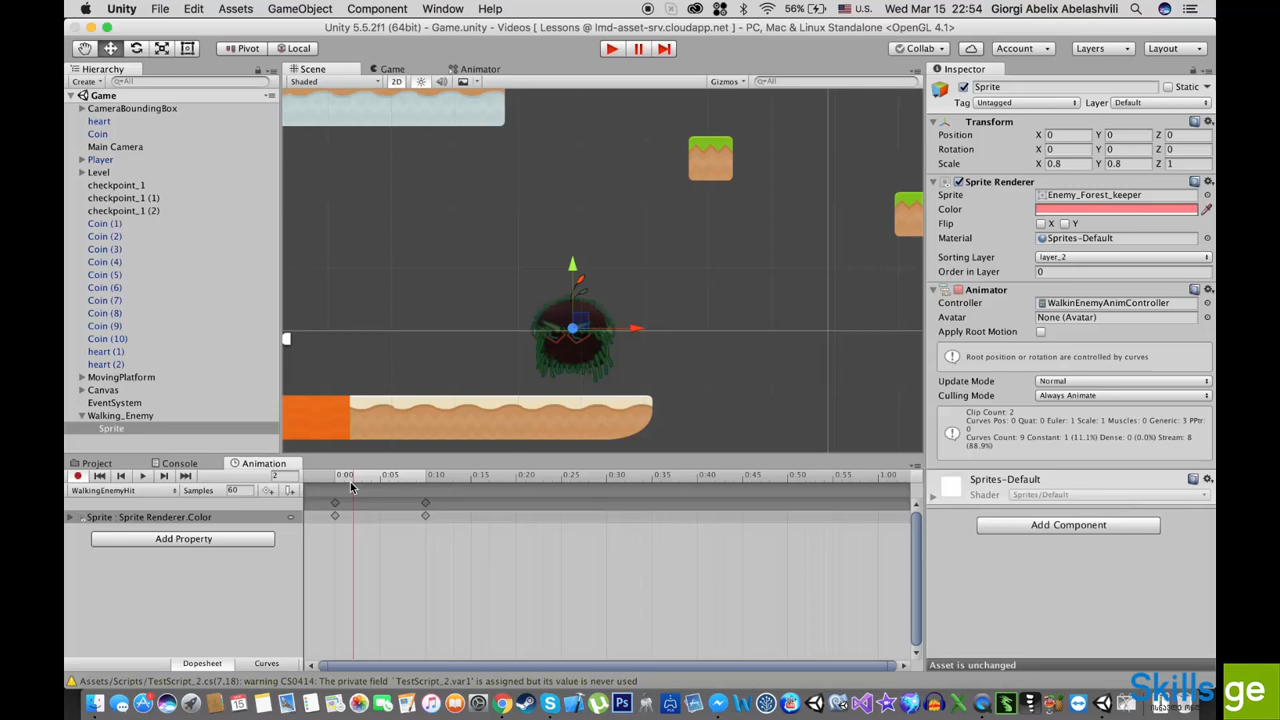 Unity File Edit Assets GameObject Component Window Help 56% U.S. Wed Mar 15 22:54 Giorgi Abelix Abelashvili
Unity 5.5.2f1 (64bit) - Game.unity - Videos [ Lessons @ lmd-asset-srv.cloudapp.net ] - PC, Mac & Linux Standalone <OpenGL 4.1>
Pivot Local Collab Account Layers Layout
Hierarchy Scene Game Animator Inspector
Create All Shaded 2D Gizmos All
Sprite Static
Tag Untagged Layer Default
Game
CameraBoundingBox
heart
Coin
Main Camera
Player
Level
checkpoint_1
checkpoint_1 (1)
checkpoint_1 (2)
Coin (1)
Coin (2)
Coin (3)
Coin (4)
Coin (5)
Coin (6)
Coin (7)
Coin (8)
Coin (9)
Coin (10)
heart (1)
heart (2)
MovingPlatform
Canvas
EventSystem
Walking_Enemy
Sprite
Transform
Position X 0 Y 0 Z 0
Rotation X 0 Y 0 Z 0
Scale X 0.8 Y 0.8 Z 1
Sprite Renderer
Sprite Enemy_Forest_keeper
Color
Flip X Y
Material Sprites-Default
Sorting Layer layer_2
Order in Layer 0
Animator
Controller WalkinEnemyAnimController
Avatar None (Avatar)
Apply Root Motion
Root position or rotation are controlled by curves
Update Mode Normal
Culling Mode Always Animate
Clip Count: 2
Curves Pos: 0 Quat: 0 Euler: 1 Scale: 1 Muscles: 0 Generic: 3 PPtr:
0
Curves Count: 9 Constant: 1 (11.1%) Dense: 0 (0.0%) Stream: 8
(88.9%)
Sprites-Default
Shader Sprites/Default
Add Component
Asset is unchanged
Project Console Animation
2 0:00 0:05 0:10 0:15 0:20 0:25 0:30 0:35 0:40 0:45 0:50 0:55 1:00
WalkingEnemyHit Samples 60
Sprite : Sprite Renderer.Color
Add Property
Dopesheet Curves
Assets/Scripts/TestScript_2.cs(7,18): warning CS0414: The private field `TestScript_2.var1' is assigned but its value is never used
Skills ge